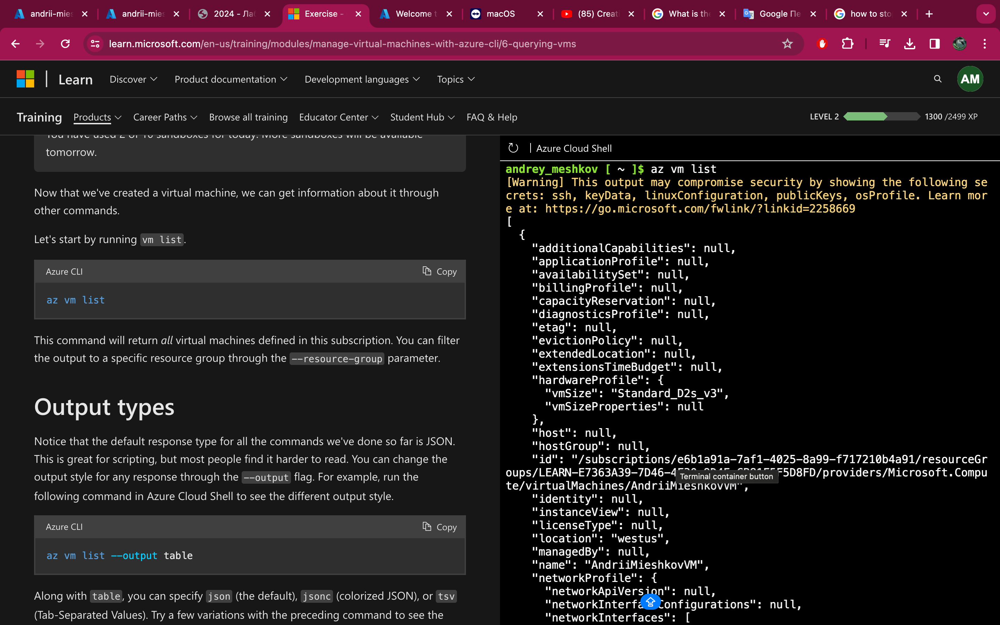 andrii-mies
andrii-mies
2024 - Лаб
Exercise -
Welcome t
macOS
(85) Creati
What is the
Google Пе
how to sto
learn.microsoft.com/en-us/training/modules/manage-virtual-machines-with-azure-cli/6-querying-vms
Learn
Discover
Product documentation
Development languages
Topics
AM
Training
Products
Career Paths
Browse all training
Educator Center
Student Hub
FAQ & Help
LEVEL 2
1300 /2499 XP
You have used 2 of 10 sandboxes for today. More sandboxes will be available
tomorrow.
Now that we've created a virtual machine, we can get information about it through
other commands.
Let's start by running vm list.
Azure CLI
Copy
az vm list
This command will return all virtual machines defined in this subscription. You can filter
the output to a specific resource group through the --resource-group parameter.
Output types
Notice that the default response type for all the commands we've done so far is JSON.
This is great for scripting, but most people find it harder to read. You can change the
output style for any response through the --output flag. For example, run the
following command in Azure Cloud Shell to see the different output style.
Azure CLI
Copy
az vm list --output table
Along with table, you can specify json (the default), jsonc (colorized JSON), or tsv
(Tab-Separated Values). Try a few variations with the preceding command to see the
Azure Cloud Shell
andrey_meshkov [ ~ ]$ az vm list
[Warning] This output may compromise security by showing the following se
crets: ssh, keyData, linuxConfiguration, publicKeys, osProfile. Learn mor
e at: https://go.microsoft.com/fwlink/?linkid=2258669
[
{
"additionalCapabilities": null,
"applicationProfile": null,
"availabilitySet": null,
"billingProfile": null,
"capacityReservation": null,
"diagnosticsProfile": null,
"etag": null,
"evictionPolicy": null,
"extendedLocation": null,
"extensionsTimeBudget": null,
"hardwareProfile": {
"vmSize": "Standard_D2s_v3",
"vmSizeProperties": null
},
"host": null,
"hostGroup": null,
"id": "/subscriptions/e6b1a91a-7af1-4025-8a99-f717210b4a91/resourceGr
oups/LEARN-E7363A39-7D46- 5D8FD/providers/Microsoft.Compu
Terminal container button
te/virtualMachines/AndriiMieshkovVM",
"identity": null,
"instanceView": null,
"licenseType": null,
"location": "westus",
"managedBy": null,
"name": "AndriiMieshkovVM",
"networkProfile": {
"networkApiVersion": null,
"networkInterfa onfigurations": null,
"networkInterfaces": [